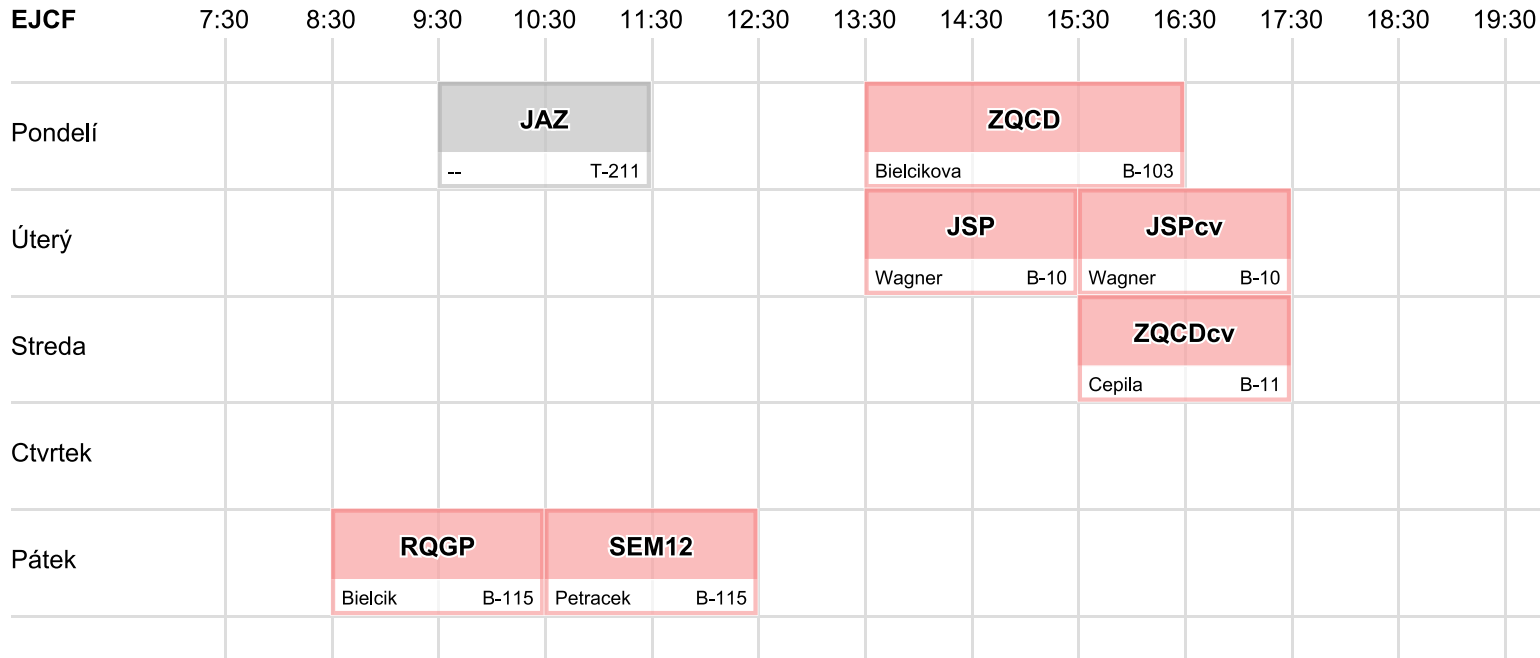 EJCF 7:30 8:30 9:30 10:30 11:30 12:30 13:30 14:30 15:30 16:30 17:30 18:30 19:30
Pondelí
JAZ
-- T-211
ZQCD
Bielcikova B-103
Úterý
JSP
Wagner B-10
JSPcv
Wagner B-10
Streda
ZQCDcv
Cepila B-11
Ctvrtek
Pátek
RQGP
Bielcik B-115
SEM12
Petracek B-115